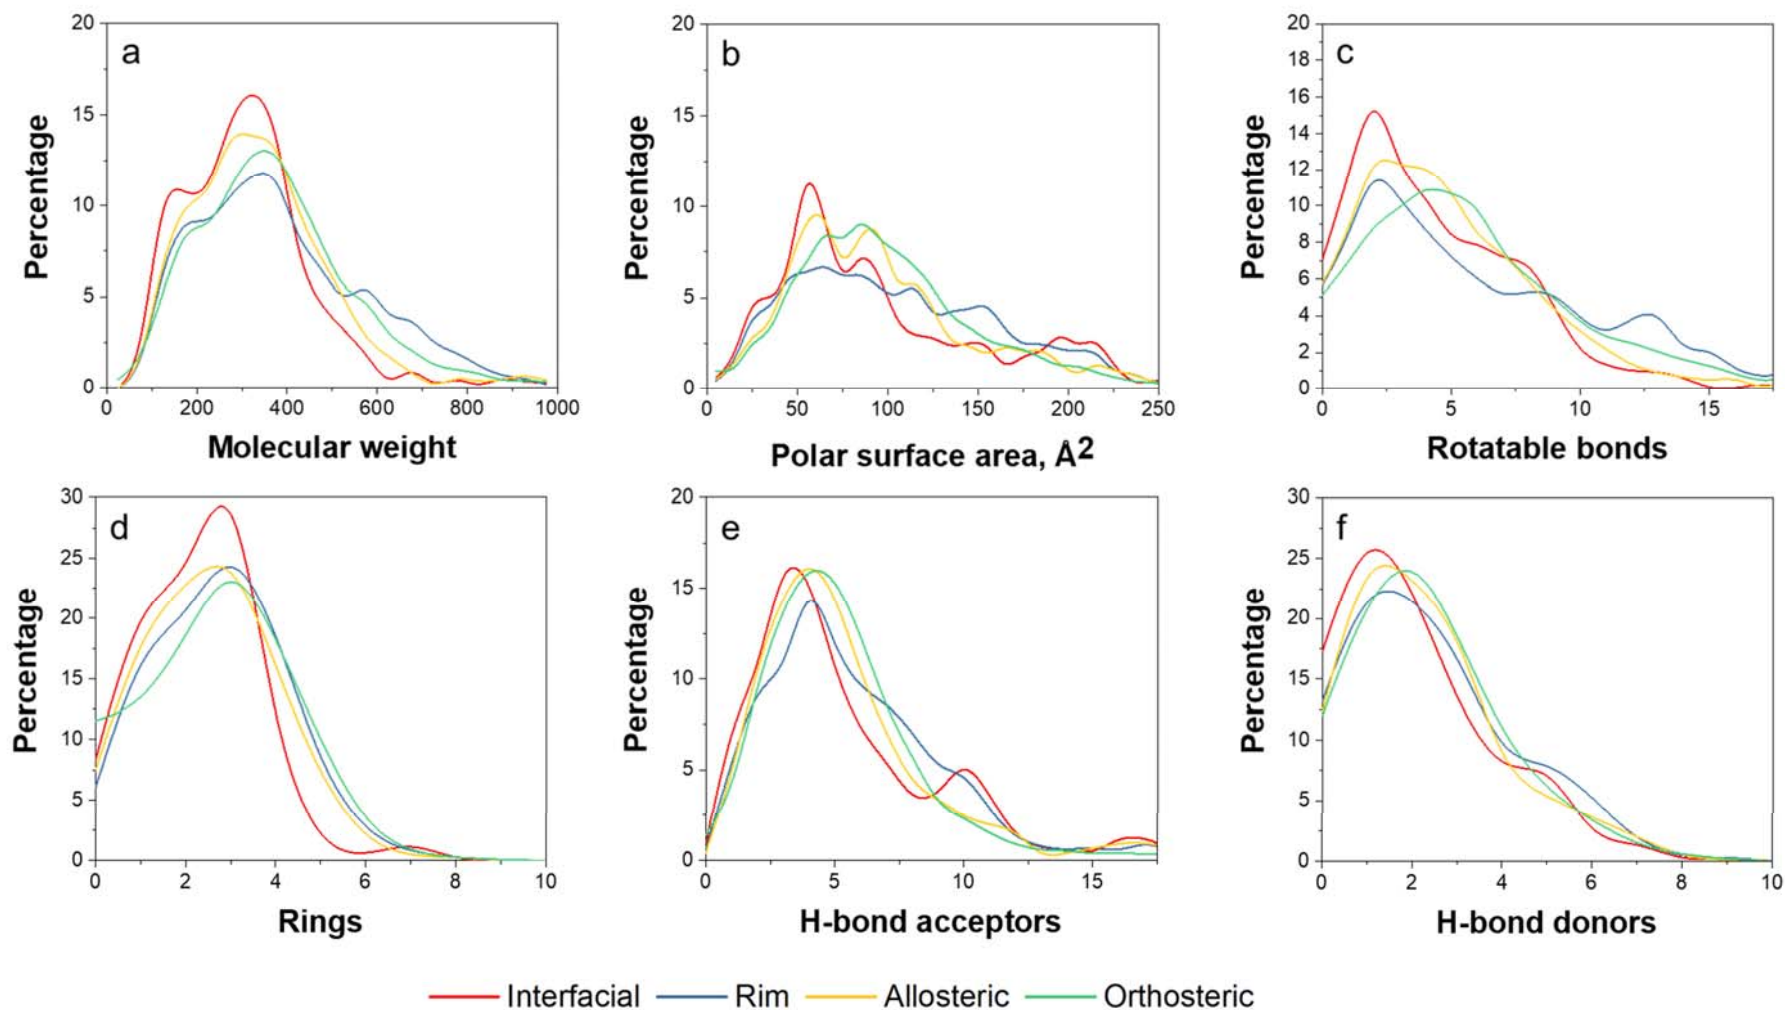 a
Percentage
20
15
10
5
0
0 200 400 600 800 1000
Molecular weight
b
Percentage
20
15
10
5
0
0 50 100 150 200 250
Polar surface area, Å2
c
Percentage
20
18
16
14
12
10
8
6
4
2
0
0 5 10 15
Rotatable bonds
d
Percentage
30
25
20
15
10
5
0
0 2 4 6 8 10
Rings
e
Percentage
20
15
10
5
0
0 5 10 15
H-bond acceptors
f
Percentage
30
25
20
15
10
5
0
0 2 4 6 8 10
H-bond donors
Interfacial Rim Allosteric Orthosteric